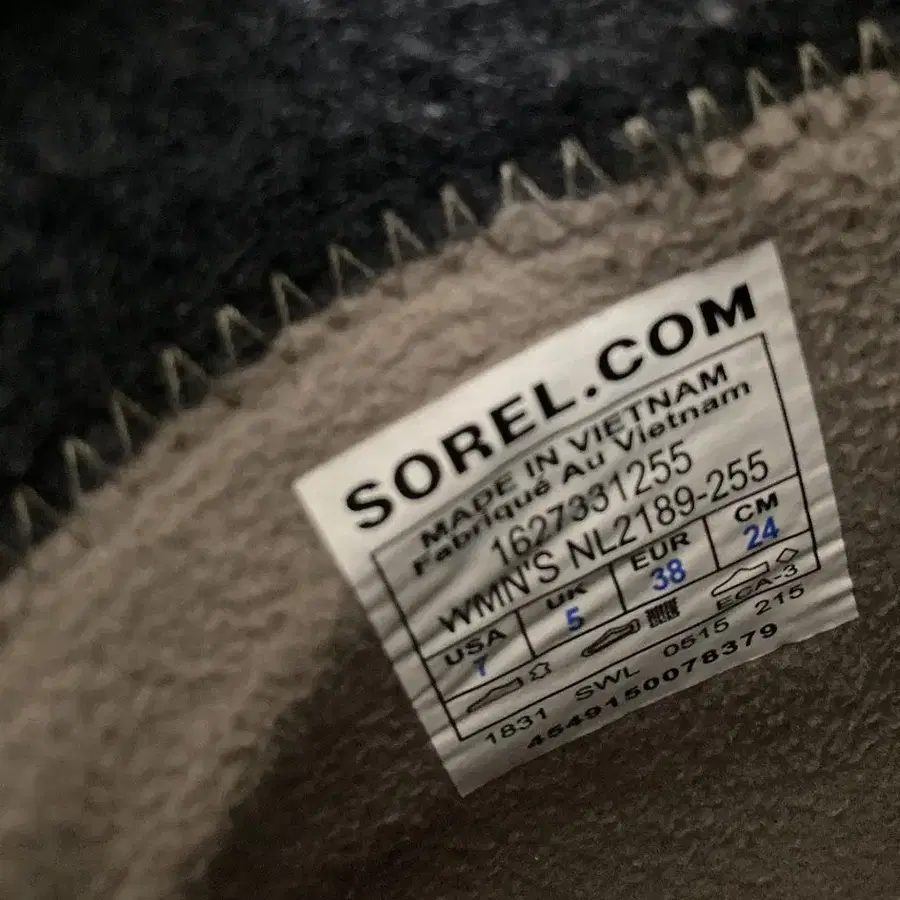 SOREL.COM
MADE IN VIETNAM
Fabriqué Au Vietnam
1627331255
WMN'S NL2189-255
USA UK EUR CM
7 5 38 24
ECA-3
1831 SWL 0515 215
4549150078379